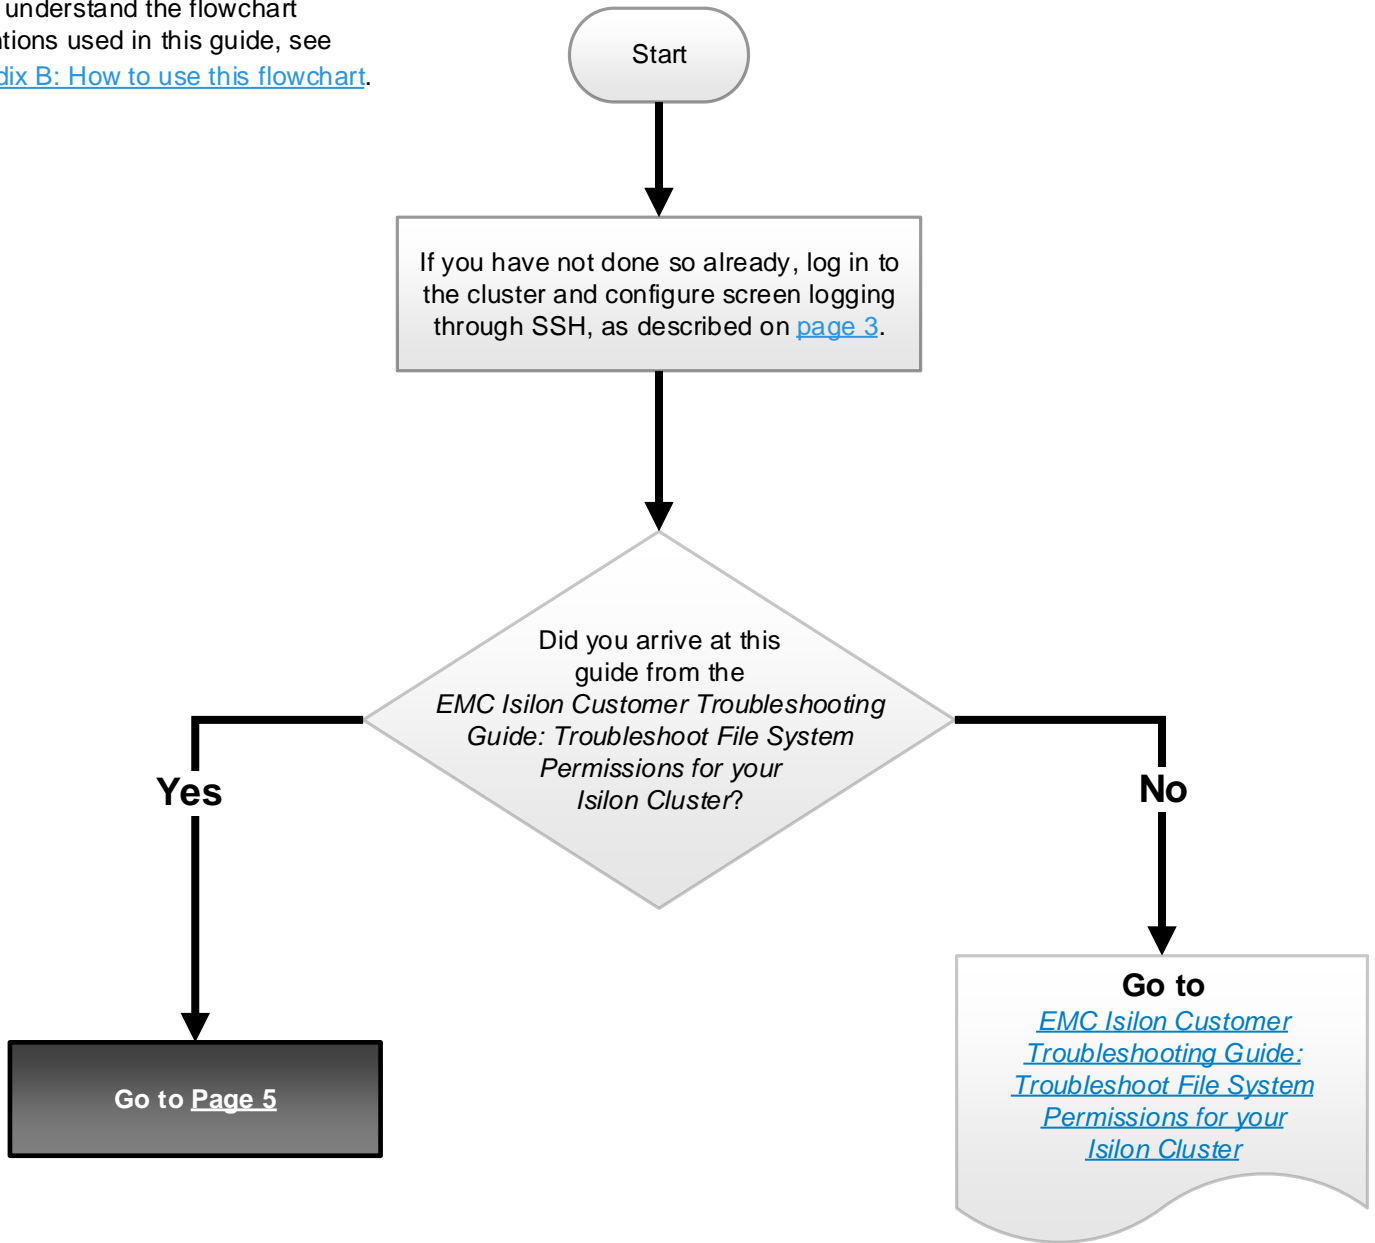 understand the flowchart
used in this guide, see
B: How to use this flowchart.
Start
If you have not done so already, log in to
the cluster and configure screen logging
through SSH, as described on page 3.
Did you arrive at this
guide from the
EMC Isilon Customer Troubleshooting
Guide: Troubleshoot File System
Permissions for your
Isilon Cluster?
Yes
No
Go to Page 5
Go to
EMC Isilon Customer
Troubleshooting Guide:
Troubleshoot File System
Permissions for your
Isilon Cluster